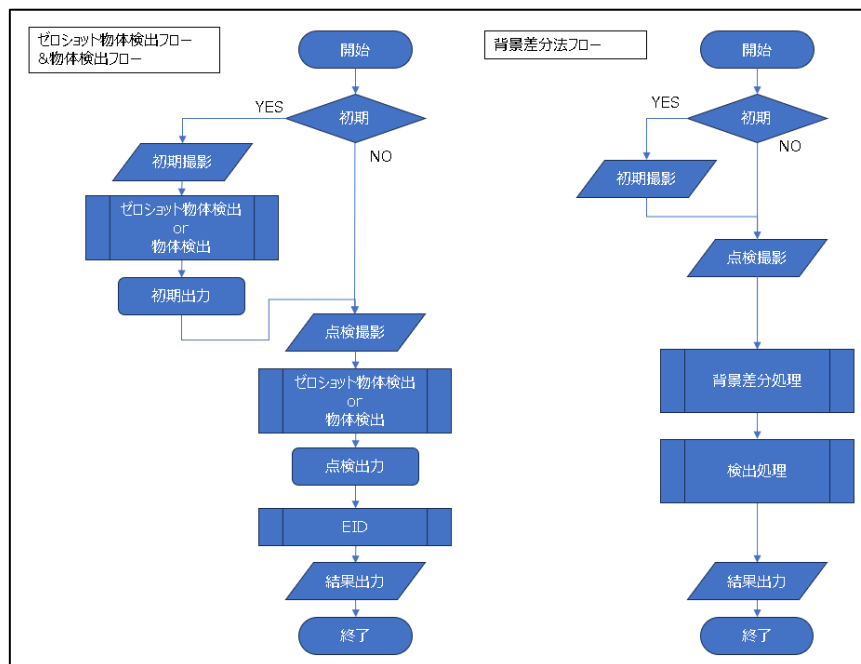 ゼロショット物体検出フロー
&物体検出フロー
開始
YES
初期
NO
初期撮影
ゼロショット物体検出
or
物体検出
初期出力
点検撮影
ゼロショット物体検出
or
物体検出
点検出力
EID
結果出力
終了
背景差分法フロー
開始
YES
初期
NO
初期撮影
点検撮影
背景差分処理
検出処理
結果出力
終了